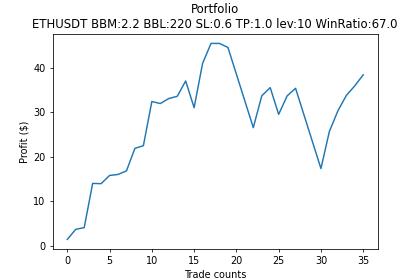 Portfolio
ETHUSDT BBM:2.2 BBL:220 SL:0.6 TP:1.0 lev:10 WinRatio:67.0
40
30
20
10
0
Profit ($)
0 5 10 15 20 25 30 35
Trade counts